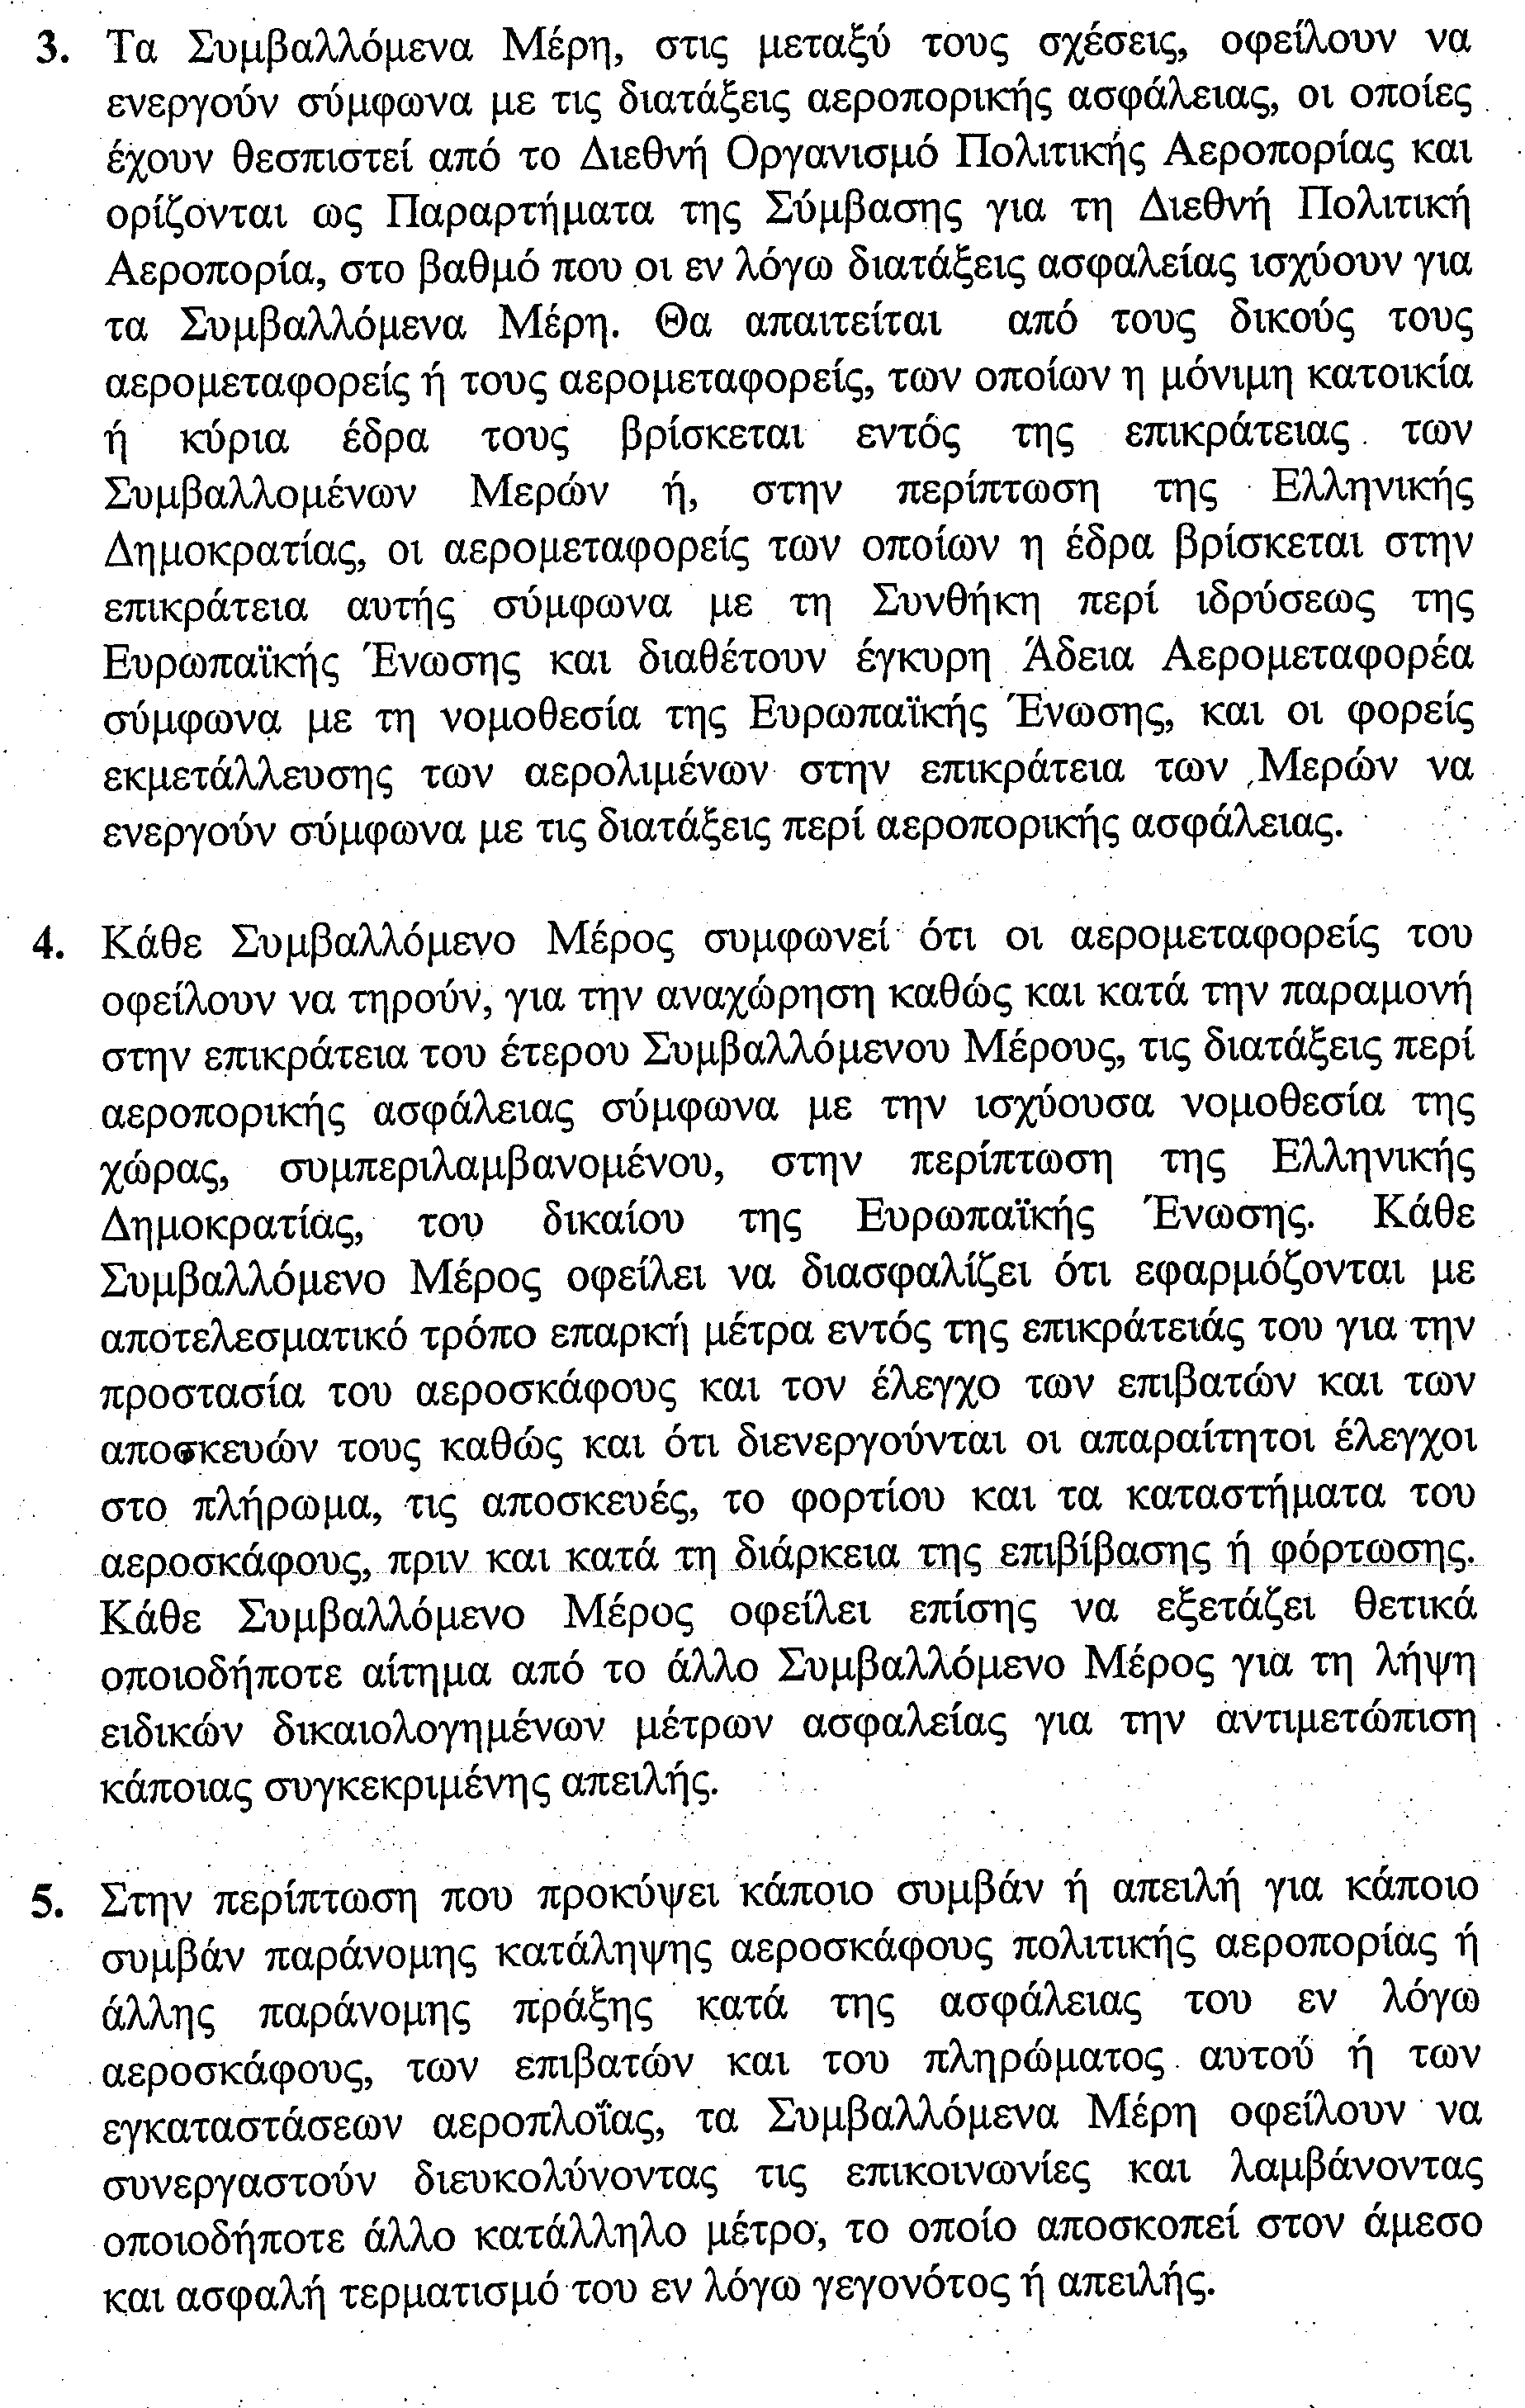 3. Τα Συμβαλλόμενα Μέρη, στις μεταξύ τους σχέσεις, οφείλουν να
ενεργούν σύμφωνα με τις διατάξεις αεροπορικής ασφάλειας, οι οποίες
έχουν θεσπιστεί από το Διεθνή Οργανισμό Πολιτικής Αεροπορίας και
ορίζονται ως Παραρτήματα της Σύμβασης για τη Διεθνή Πολιτική
Αεροπορία, στο βαθμό που οι εν λόγω διατάξεις ασφαλείας ισχύουν για
τα Συμβαλλόμενα Μέρη. Θα απαιτείται από τους δικούς τους
αερομεταφορείς ή τους αερομεταφορείς, των οποίων η μόνιμη κατοικία
ή κύρια έδρα τους βρίσκεται εντός της επικράτειας των
Συμβαλλομένων Μερών ή, στην περίπτωση της Ελληνικής
Δημοκρατίας, οι αερομεταφορείς των οποίων η έδρα βρίσκεται στην
επικράτεια αυτής σύμφωνα με τη Συνθήκη περί ιδρύσεως της
Ευρωπαϊκής Ένωσης και διαθέτουν έγκυρη Άδεια Αερομεταφορέα
σύμφωνα με τη νομοθεσία της Ευρωπαϊκής Ένωσης, και οι φορείς
εκμετάλλευσης των αερολιμένων στην επικράτεια των Μερών να
ενεργούν σύμφωνα με τις διατάξεις περί αεροπορικής ασφάλειας.
4. Κάθε Συμβαλλόμενο Μέρος συμφωνεί ότι οι αερομεταφορείς του
οφείλουν να τηρούν, για την αναχώρηση καθώς και κατά την παραμονή
στην επικράτεια του έτερου Συμβαλλόμενου Μέρους, τις διατάξεις περί
αεροπορικής ασφάλειας σύμφωνα με την ισχύουσα νομοθεσία της
χώρας, συμπεριλαμβανομένου, στην περίπτωση της Ελληνικής
Δημοκρατίας, του δικαίου της Ευρωπαϊκής Ένωσης. Κάθε
Συμβαλλόμενο Μέρος οφείλει να διασφαλίζει ότι εφαρμόζονται με
αποτελεσματικό τρόπο επαρκή μέτρα εντός της επικράτειάς του για την
προστασία του αεροσκάφους και τον έλεγχο των επιβατών και των
αποσκευών τους καθώς και ότι διενεργούνται οι απαραίτητοι έλεγχοι
στο πλήρωμα, τις αποσκευές, το φορτίου και τα καταστήματα του
αεροσκάφους, πριν και κατά τη διάρκεια της επιβίβασης ή φόρτωσης.
Κάθε Συμβαλλόμενο Μέρος οφείλει επίσης να εξετάζει θετικά
οποιοδήποτε αίτημα από το άλλο Συμβαλλόμενο Μέρος για τη λήψη
ειδικών δικαιολογημένων μέτρων ασφαλείας για την αντιμετώπιση
κάποιας συγκεκριμένης απειλής.
5. Στην περίπτωση που προκύψει κάποιο συμβάν ή απειλή για κάποιο
συμβάν παράνομης κατάληψης αεροσκάφους πολιτικής αεροπορίας ή
άλλης παράνομης πράξης κατά της ασφάλειας του εν λόγω
αεροσκάφους, των επιβατών και του πληρώματος αυτού ή των
εγκαταστάσεων αεροπλοΐας, τα Συμβαλλόμενα Μέρη οφείλουν να
συνεργαστούν διευκολύνοντας τις επικοινωνίες και λαμβάνοντας
οποιοδήποτε άλλο κατάλληλο μέτρο, το οποίο αποσκοπεί στον άμεσο
και ασφαλή τερματισμό του εν λόγω γεγονότος ή απειλής.